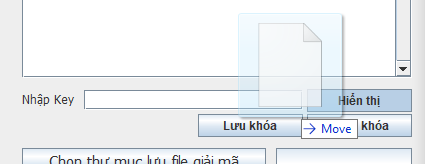 Nhập Key
Hiển thị
Lưu khóa
khóa
Move
Chọn thư mục lưu file giải mã